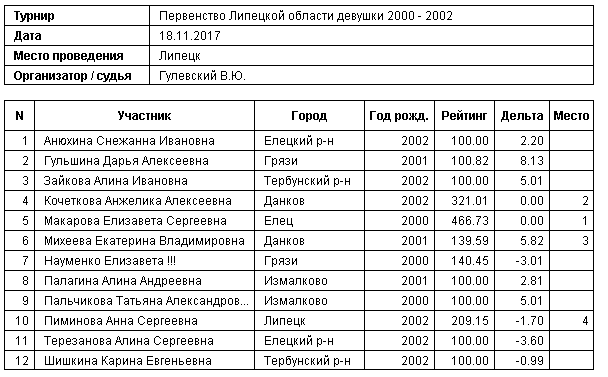 Турнир Первенство Липецкой области девушки 2000 - 2002
Дата 18.11.2017
Место проведения Липецк
Организатор / судья Гулевский В.Ю.
N Участник Город Год рожд. Рейтинг Дельта Место
1 Анюхина Снежанна Ивановна Елецкий р-н 2002 100.00 2.20
2 Гульшина Дарья Алексеевна Грязи 2001 100.82 8.13
3 Зайкова Алина Ивановна Тербунский р-н 2002 100.00 5.01
4 Кочеткова Анжелика Алексеевна Данков 2002 321.01 0.00 2
5 Макарова Елизавета Сергеевна Елец 2000 466.73 0.00 1
6 Михеева Екатерина Владимировна Данков 2001 139.59 5.82 3
7 Науменко Елизавета !!! Грязи 2000 140.45 -3.01
8 Палагина Алина Андреевна Измалково 2001 100.00 2.81
9 Пальчикова Татьяна Александров... Измалково 2000 100.00 5.01
10 Пиминова Анна Сергеевна Липецк 2002 209.15 -1.70 4
11 Терезанова Алина Сергеевна Елецкий р-н 2002 100.00 -3.60
12 Шишкина Карина Евгеньевна Тербунский р-н 2002 100.00 -0.99